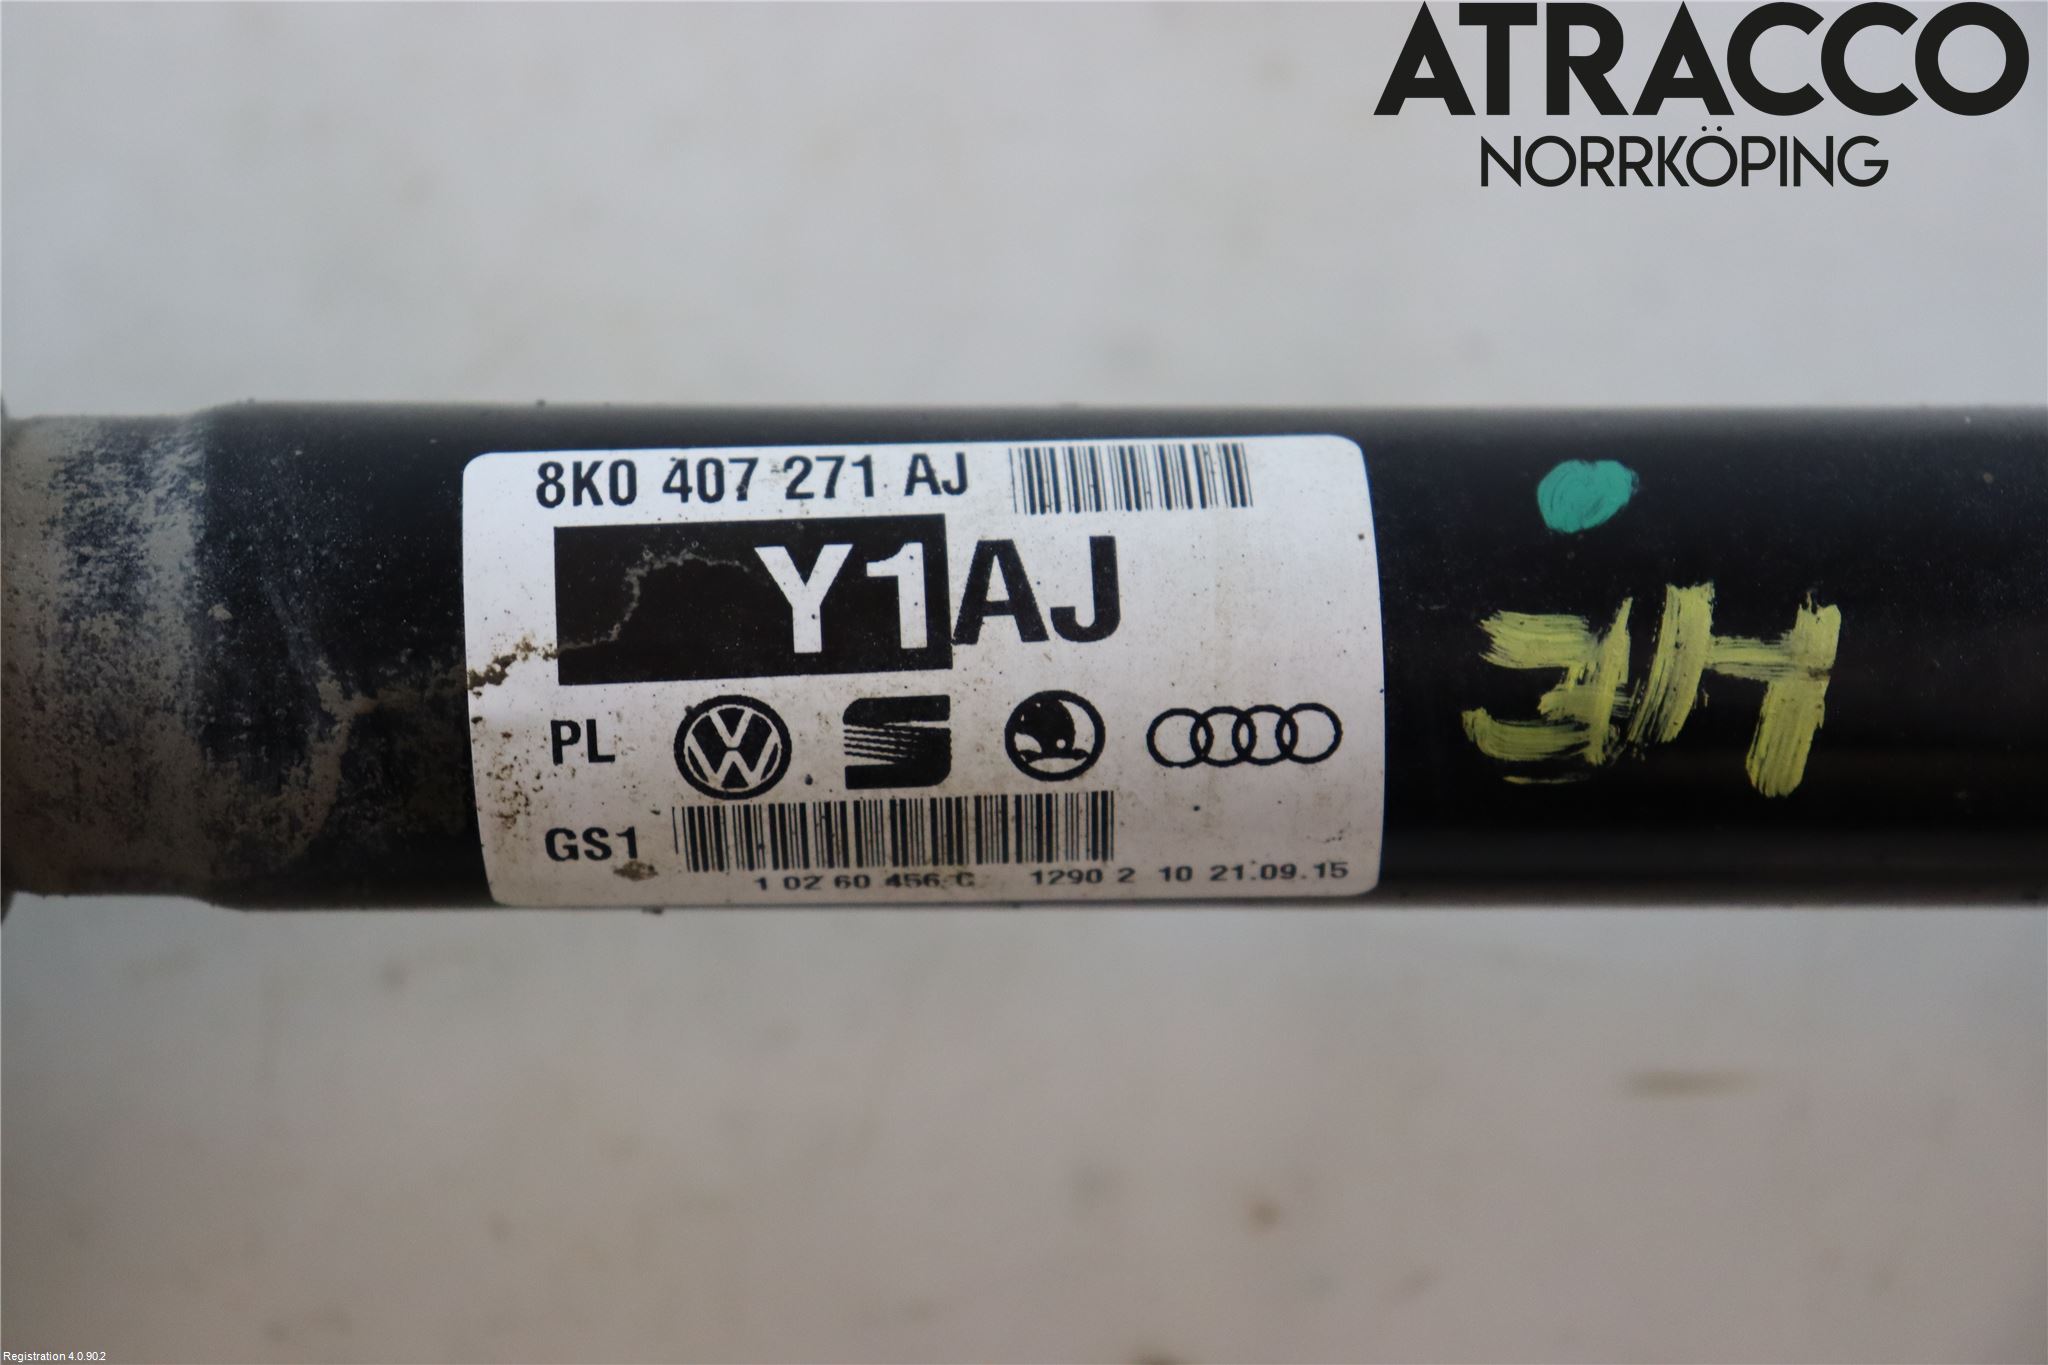 ATRACCO
NORRKÖPING
8K0 407 271 AJ
Y1AJ
PL
GS1
1 02 60 456 C 1290 2 10 21.09.15
Registration 4.0.90.2